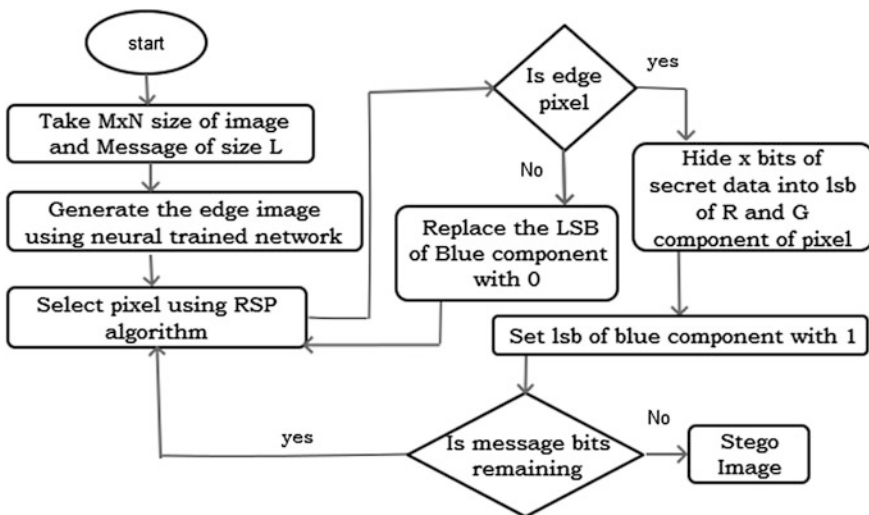 start
Take MxN size of image
and Message of size L
Generate the edge image
using neural trained network
Select pixel using RSP
algorithm
Is edge
pixel
yes
No
Hide x bits of
secret data into lsb
of R and G
component of pixel
Replace the LSB
of Blue component
with 0
Set lsb of blue component with 1
Is message bits
remaining
yes
No
Stego
Image